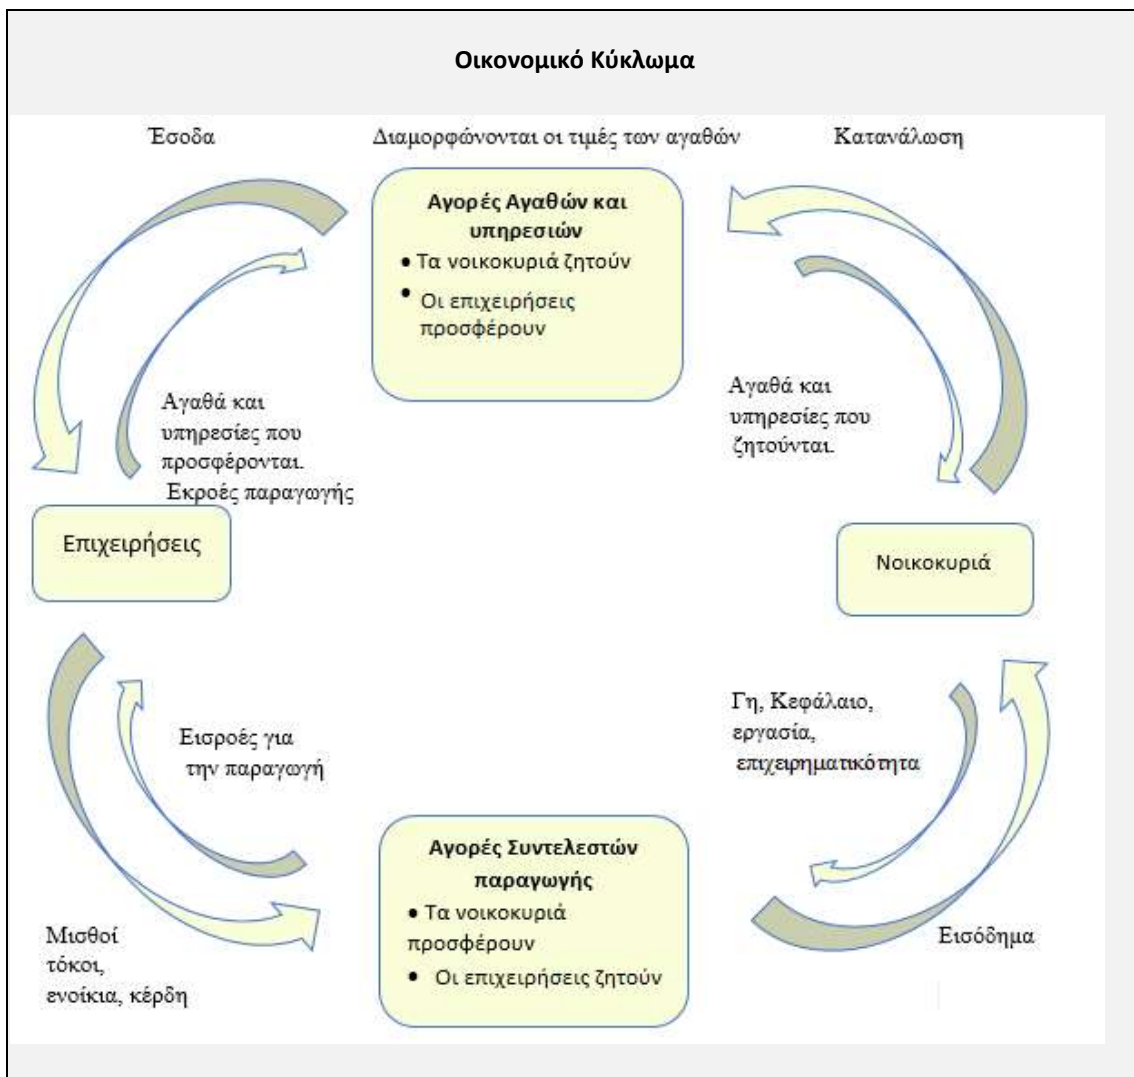 Οικονομικό Κύκλωμα
Έσοδα
Διαμορφώνονται οι τιμές των αγαθών
Κατανάλωση
Αγορές Αγαθών και
υπηρεσιών
• Τα νοικοκυριά ζητούν
• Οι επιχειρήσεις
προσφέρουν
Αγαθά και
υπηρεσίες που
προσφέρονται.
Εκροές παραγωγής
Αγαθά και
υπηρεσίες που
ζητούνται.
Επιχειρήσεις
Νοικοκυριά
Εισροές για
την παραγωγή
Γη, Κεφάλαιο,
εργασία,
επιχειρηματικότητα
Αγορές Συντελεστών
παραγωγής
• Τα νοικοκυριά
προσφέρουν
• Οι επιχειρήσεις ζητούν
Μισθοί
τόκοι,
ενοίκια, κέρδη
Εισόδημα